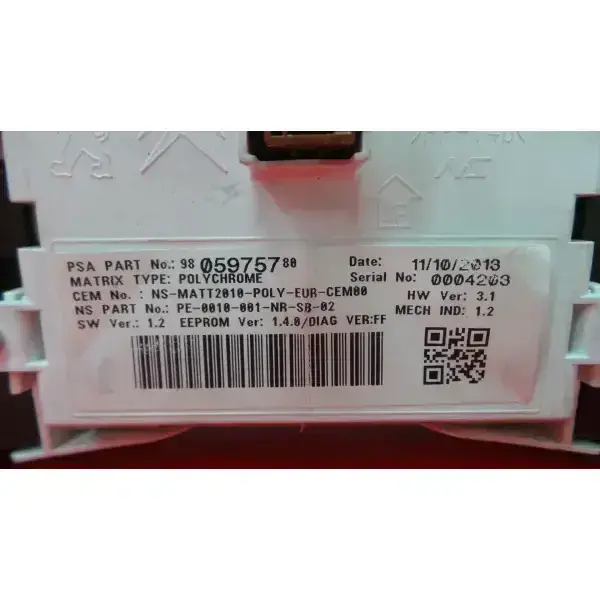 PSA PART No.: 98 059757 80 Date: 11/10/2013
MATRIX TYPE: POLYCHROME Serial No: 0004203
CEM No. : NS-MATT2010-POLY-EUR-CEM00 HW Ver: 3.1
NS PART No.: PE-0010-001-NR-SB-02 MECH IND: 1.2
SW Ver.: 1.2 EEPROM Ver: 1.4.0/DIAG VER:FF